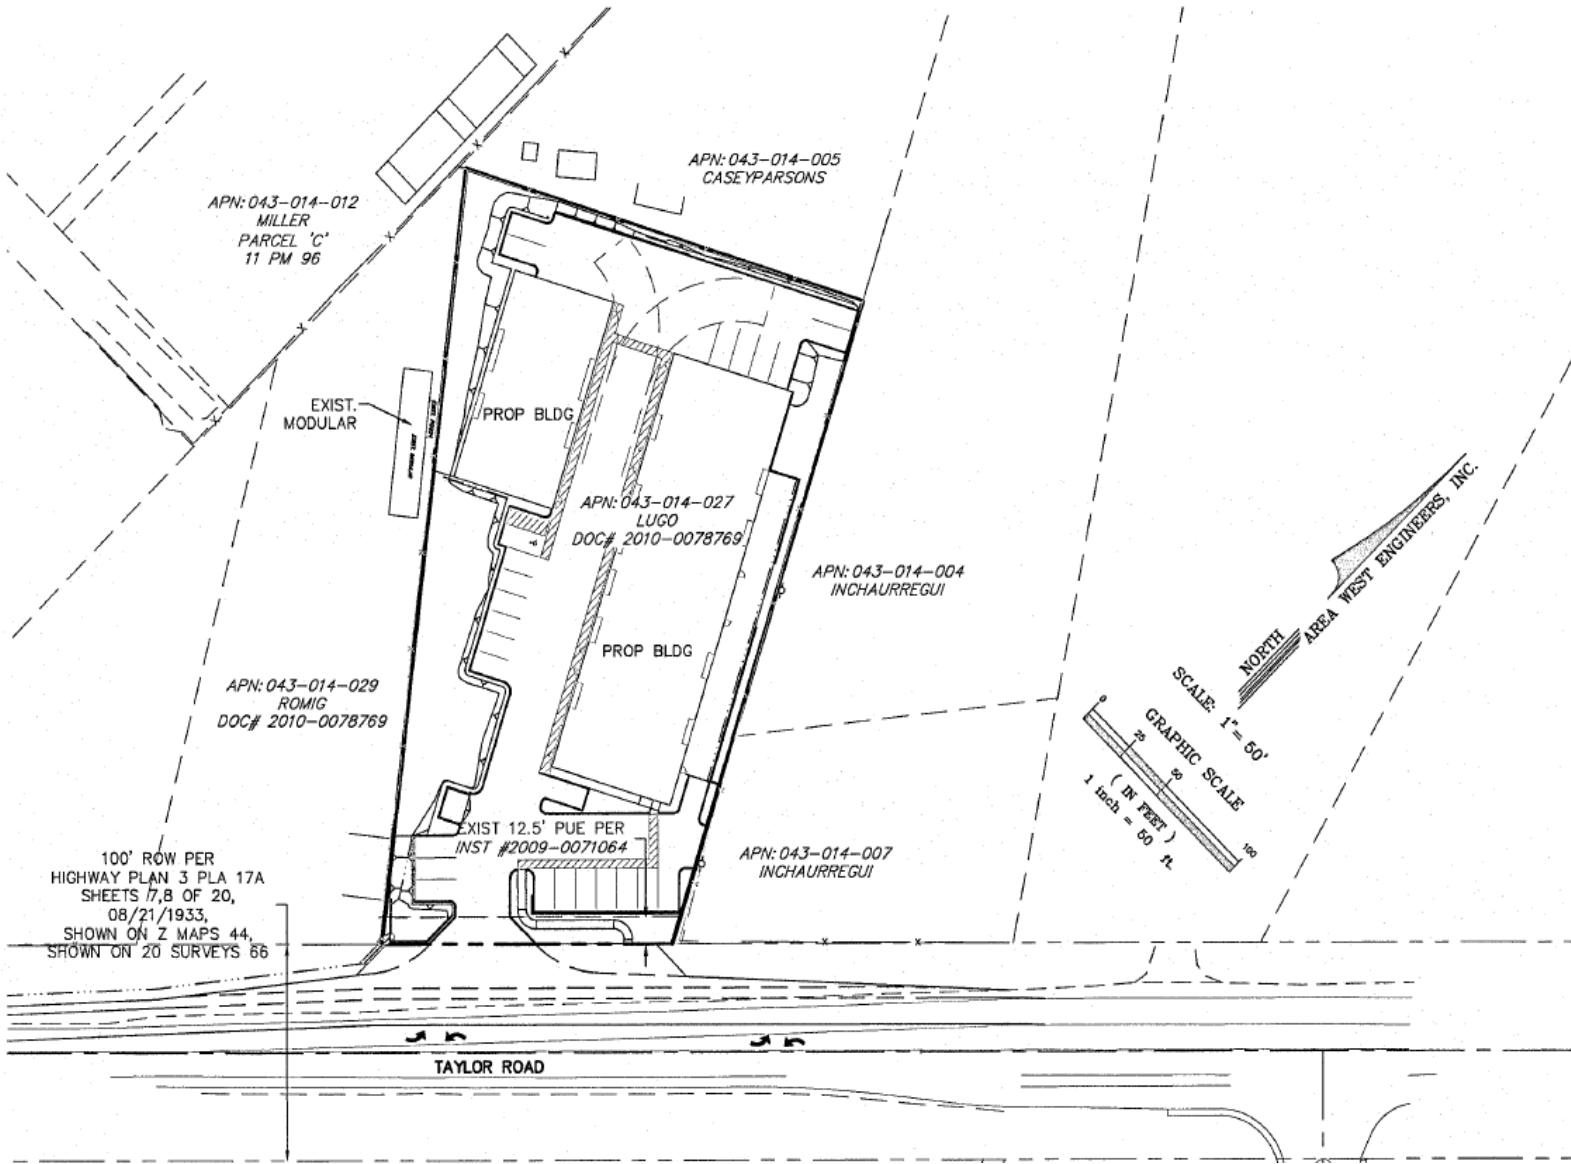 APN: 043-014-005
CASEYPARSONS
APN: 043-014-012
MILLER
PARCEL 'C'
11 PM 96
EXIST.
MODULAR
PROP BLDG
APN: 043-014-027
LUGO
DOC# 2010-0078769
APN: 043-014-004
INCHAURREGUI
PROP BLDG
APN: 043-014-029
ROMIG
DOC# 2010-0078769
NORTH
AREA WEST ENGINEERS, INC.
SCALE: 1"= 50'
GRAPHIC SCALE
0
25
50
100
( IN FEET )
1 inch = 50 ft.
EXIST 12.5' PUE PER
INST #2009-0071064
APN: 043-014-007
INCHAURREGUI
100' ROW PER
HIGHWAY PLAN 3 PLA 17A
SHEETS 7,8 OF 20,
08/21/1933,
SHOWN ON Z MAPS 44,
SHOWN ON 20 SURVEYS 66
TAYLOR ROAD